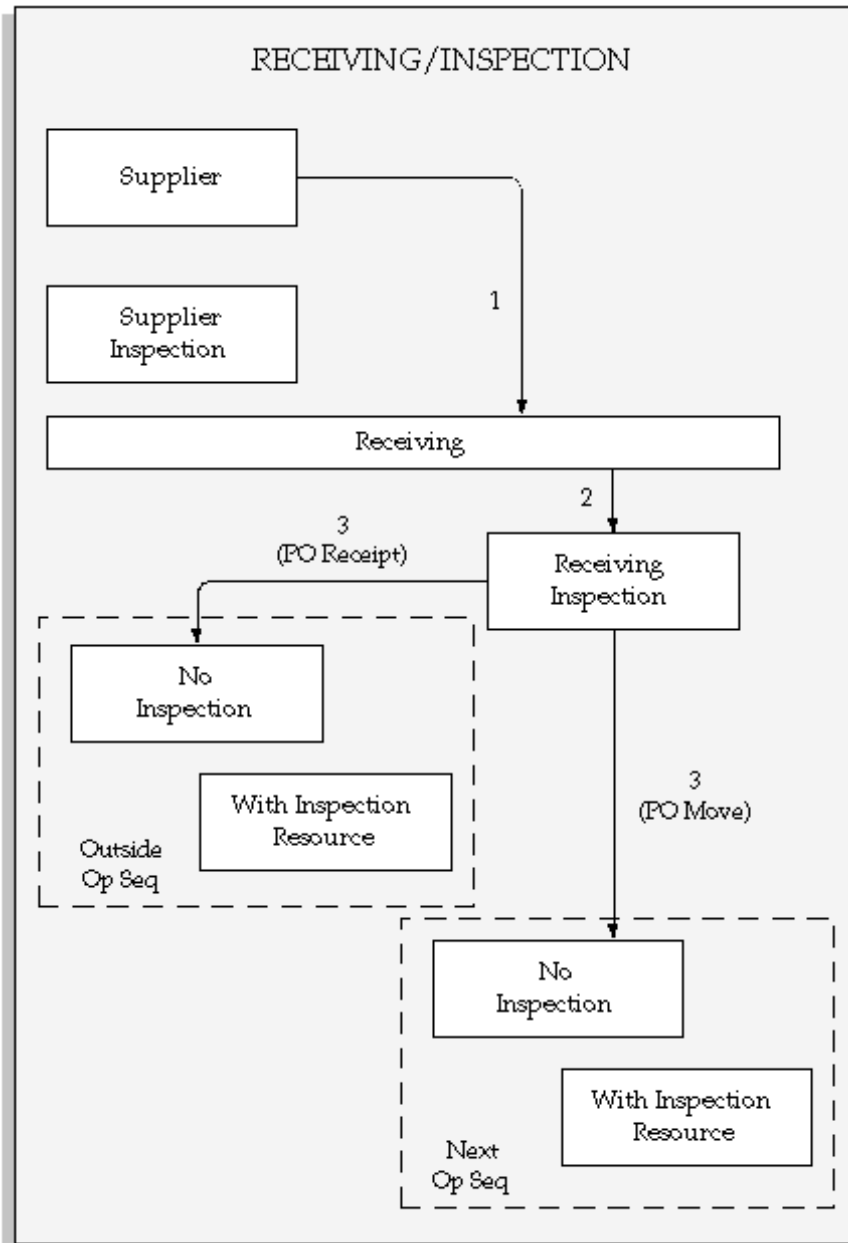 RECEIVING/INSPECTION
Supplier
1
Supplier
Inspection
Receiving
2
3
(PO Receipt)
Receiving
Inspection
No
Inspection
With Inspection
Resource
Outside
Op Seq
3
(PO Move)
No
Inspection
With Inspection
Resource
Next
Op Seq